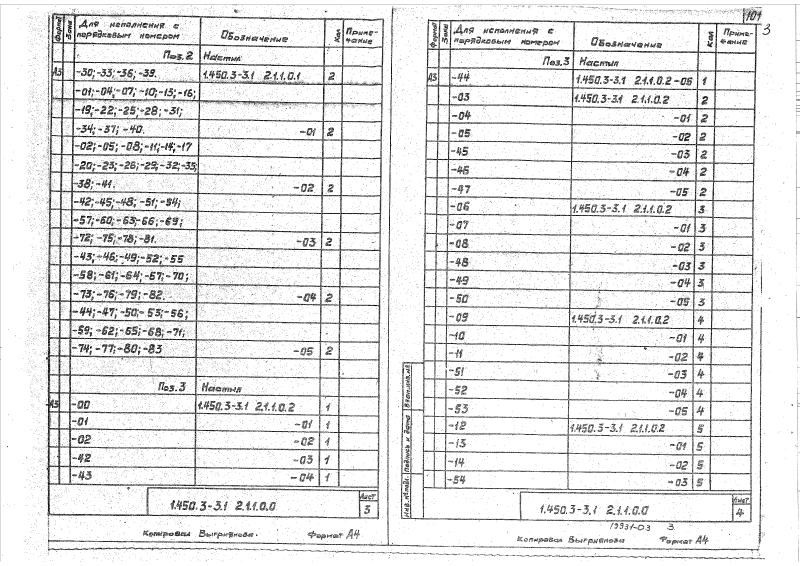 Формат Зона Для исполнения с порядковым номером Обозначение Кол Примечание
Поз.2 Настил
А3 -30;-33;-36;-39. 1.450.3-3.1 2.1.1.0.1 2
-01;-04;-07;-10;-13;-16;
-19;-22;-25;-28;-31;
-34;-37;-40. -01 2
-02;-05;-08;-11;-14;-17
-20;-23;-26;-29;-32;-35;
-38;-41. -02 2
-42;-45;-48;-51;-54;
-57;-60;-63;-66;-69;
-72;-75;-78;-81. -03 2
-43;-46;-49;-52;-55
-58;-61;-64;-67;-70;
-73;-76;-79;-82. -04 2
-44;-47;-50;-53;-56;
-59;-62;-65;-68;-71;
-74;-77;-80;-83 -05 2
Поз.3 Настил
А3 -00 1.450.3-3.1 2.1.1.0.2 1
-01 -01 1
-02 -02 1
-42 -03 1
-43 -04 1
1.450.3-3.1 2.1.1.0.0 Лист 3
Копировал Выгриянова. Формат А4
101
3
Формат Зона Для исполнения с порядковым номером Обозначение Кол Примечание
Поз.3 Настил
А3 -44 1.450.3-3.1 2.1.1.0.2-05 1
-03 1.450.3-3.1 2.1.1.0.2 2
-04 -01 2
-05 -02 2
-45 -03 2
-46 -04 2
-47 -05 2
-06 1.450.3-3.1 2.1.1.0.2 3
-07 -01 3
-08 -02 3
-48 -03 3
-49 -04 3
-50 -05 3
-09 1.450.3-3.1 2.1.1.0.2 4
-10 -01 4
-11 -02 4
-51 -03 4
-52 -04 4
-53 -05 4
-12 1.450.3-3.1 2.1.1.0.2 5
-13 -01 5
-14 -02 5
-54 -03 5
Инв.№подл. Подпись и дата Взам.инв.№
1.450.3-3.1 2.1.1.0.0 Лист 4
19931-03 3
Копировал Выгриянова Формат А4